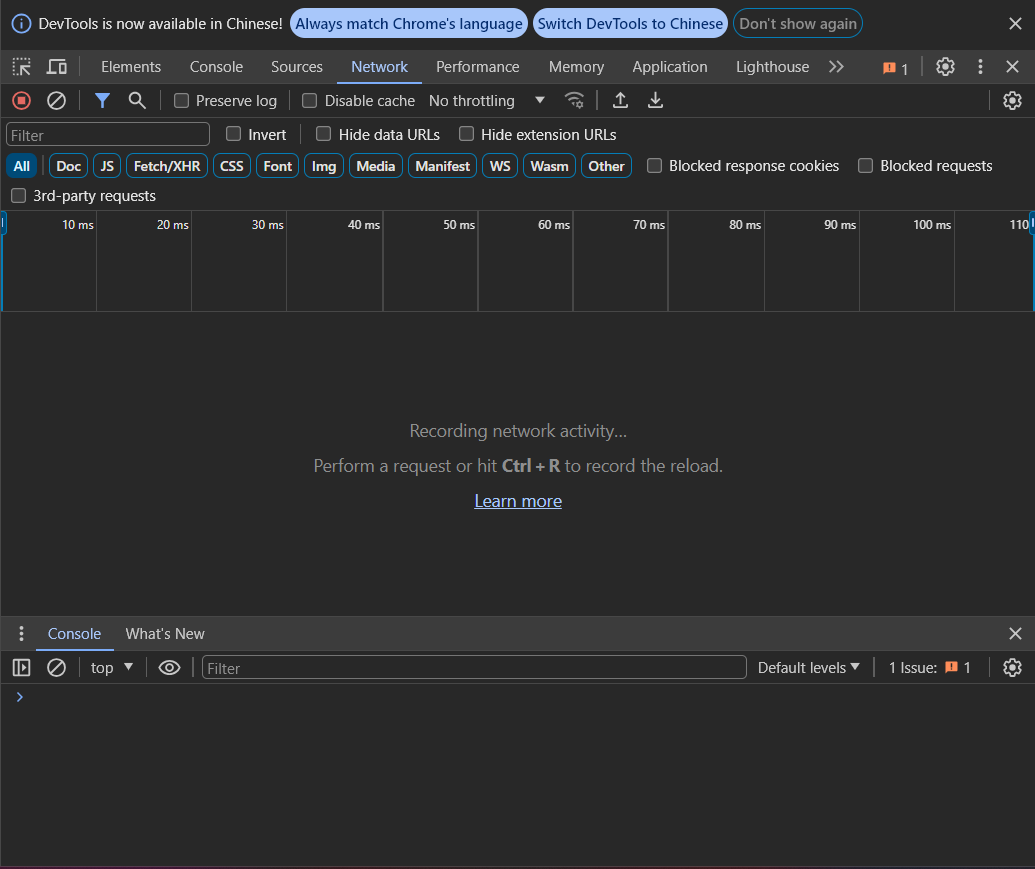 DevTools is now available in Chinese! Always match Chrome's language Switch DevTools to Chinese Don't show again
Elements Console Sources Network Performance Memory Application Lighthouse 1
Preserve log Disable cache No throttling
Filter Invert Hide data URLs Hide extension URLs
All Doc JS Fetch/XHR CSS Font Img Media Manifest WS Wasm Other Blocked response cookies Blocked requests
3rd-party requests
10 ms 20 ms 30 ms 40 ms 50 ms 60 ms 70 ms 80 ms 90 ms 100 ms 110
Recording network activity...
Perform a request or hit Ctrl + R to record the reload.
Learn more
Console What's New
top Filter Default levels 1 Issue: 1